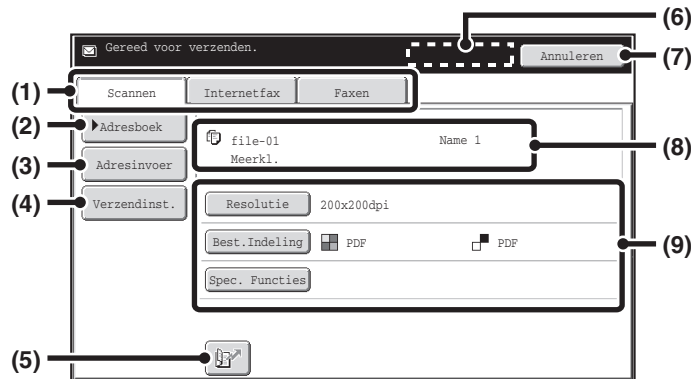 (6)
Gereed voor verzenden.
Annuleren
(7)
(1)
Scannen
Internetfax
Faxen
(2)
Adresboek
file-01
Name 1
(8)
(3)
Adresinvoer
Meerkl.
(4)
Verzendinst.
Resolutie
200x200dpi
Best.Indeling
PDF
PDF
(9)
Spec. Functies
(5)